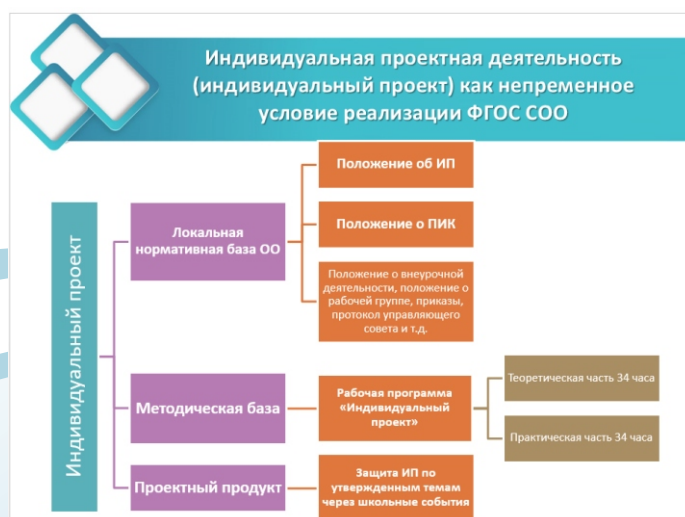 Индивидуальная проектная деятельность
(индивидуальный проект) как непременное
условие реализации ФГОС СОО
Индивидуальный проект
Локальная
нормативная база ОО
Положение об ИП
Положение о ПИК
Положение о внеурочной
деятельности, положение о
рабочей группе, приказы,
протокол управляющего
совета и т.д.
Методическая база
Рабочая программа
«Индивидуальный
проект»
Теоретическая часть 34 часа
Практическая часть 34 часа
Проектный продукт
Защита ИП по
утвержденным темам
через школьные события